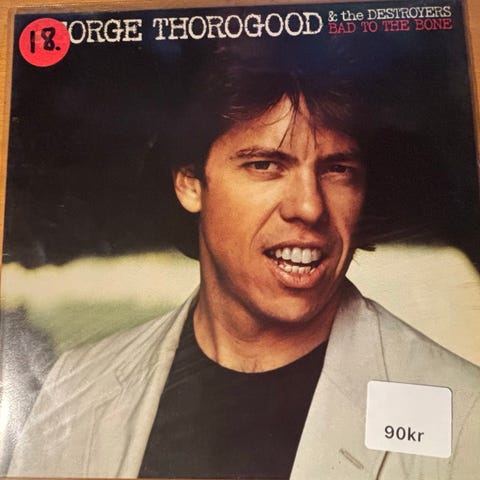 18.
ORGE THOROGOOD & the DESTROYERS
BAD TO THE BONE
90kr